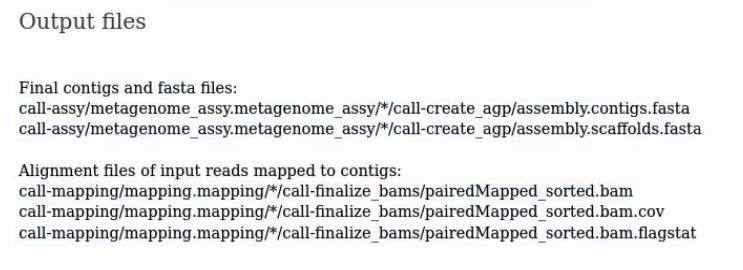 Output files
Final contigs and fasta files:
call-assy/metagenome_assy.metagenome_assy/*/call-create_agp/assembly.contigs.fasta
call-assy/metagenome_assy.metagenome_assy/*/call-create_agp/assembly.scaffolds.fasta
Alignment files of input reads mapped to contigs:
call-mapping/mapping.mapping/*/call-finalize_bams/pairedMapped_sorted.bam
call-mapping/mapping.mapping/*/call-finalize_bams/pairedMapped_sorted.bam.cov
call-mapping/mapping.mapping/*/call-finalize_bams/pairedMapped_sorted.bam.flagstat